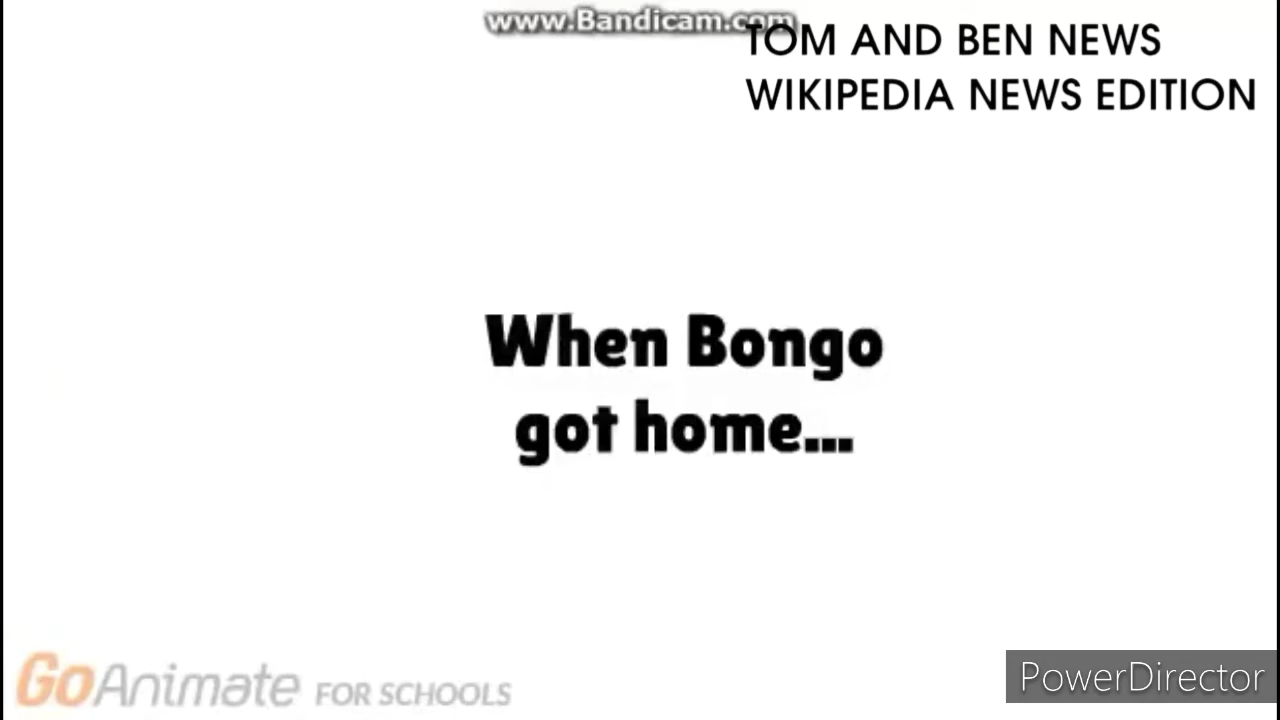 www.Bandicam.com
TOM AND BEN NEWS
WIKIPEDIA NEWS EDITION
When Bongo
got home...
GoAnimate FOR SCHOOLS
PowerDirector